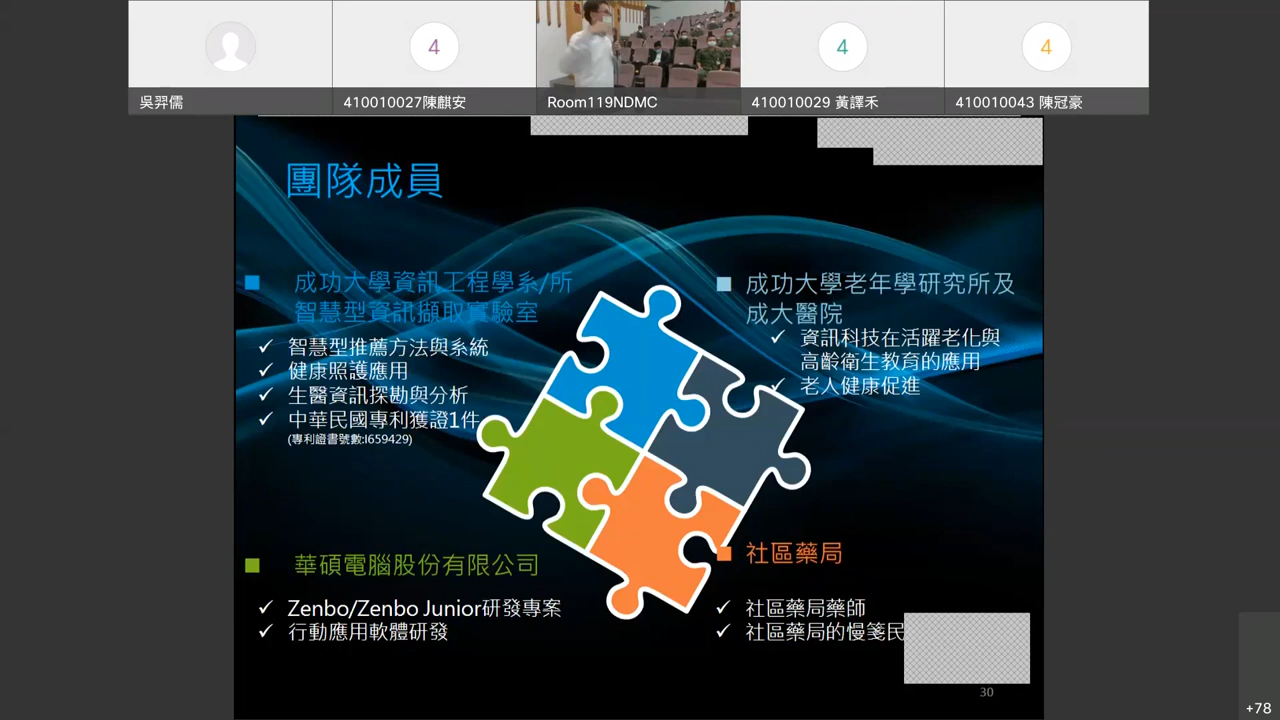 吳羿儒
4
410010027陳麒安
Room119NDMC
4
410010029 黃譯禾
4
410010043 陳冠豪
團隊成員
成功大學資訊工程學系/所
智慧型資訊擷取實驗室
智慧型推薦方法與系統
健康照護應用
生醫資訊探勘與分析
中華民國專利獲證1件
(專利證書號數:I659429)
成功大學老年學研究所及
成大醫院
資訊科技在活躍老化與
高齡衛生教育的應用
老人健康促進
華碩電腦股份有限公司
Zenbo/Zenbo Junior研發專案
行動應用軟體研發
社區藥局
社區藥局藥師
社區藥局的慢箋民
30
+78